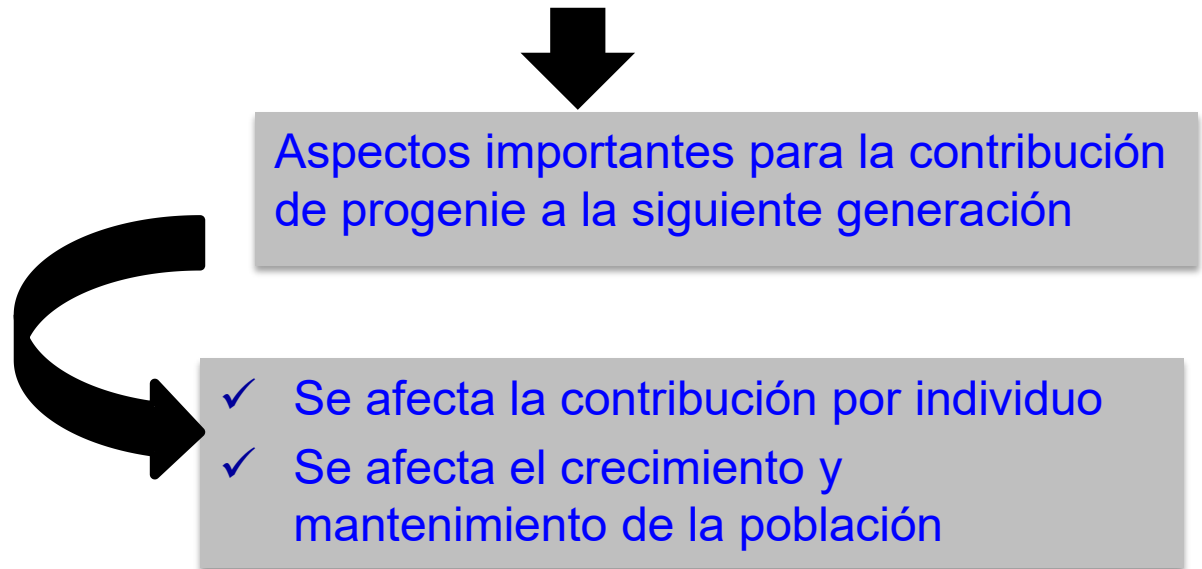 Aspectos importantes para la contribución
de progenie a la siguiente generación
✓ Se afecta la contribución por individuo
✓ Se afecta el crecimiento y
mantenimiento de la población